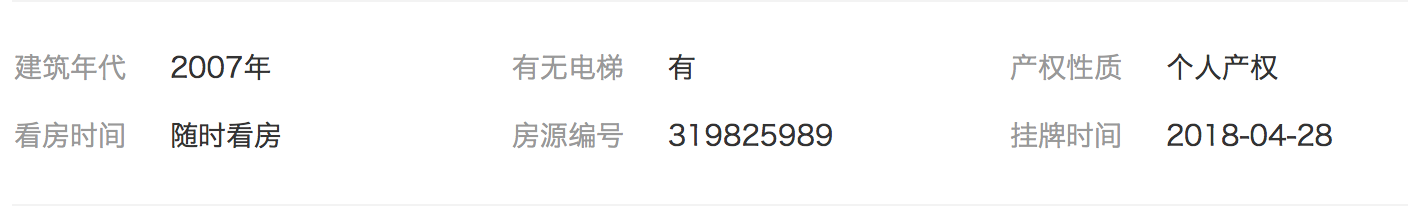 建筑年代 2007年 有无电梯 有 产权性质 个人产权
看房时间 随时看房 房源编号 319825989 挂牌时间 2018-04-28